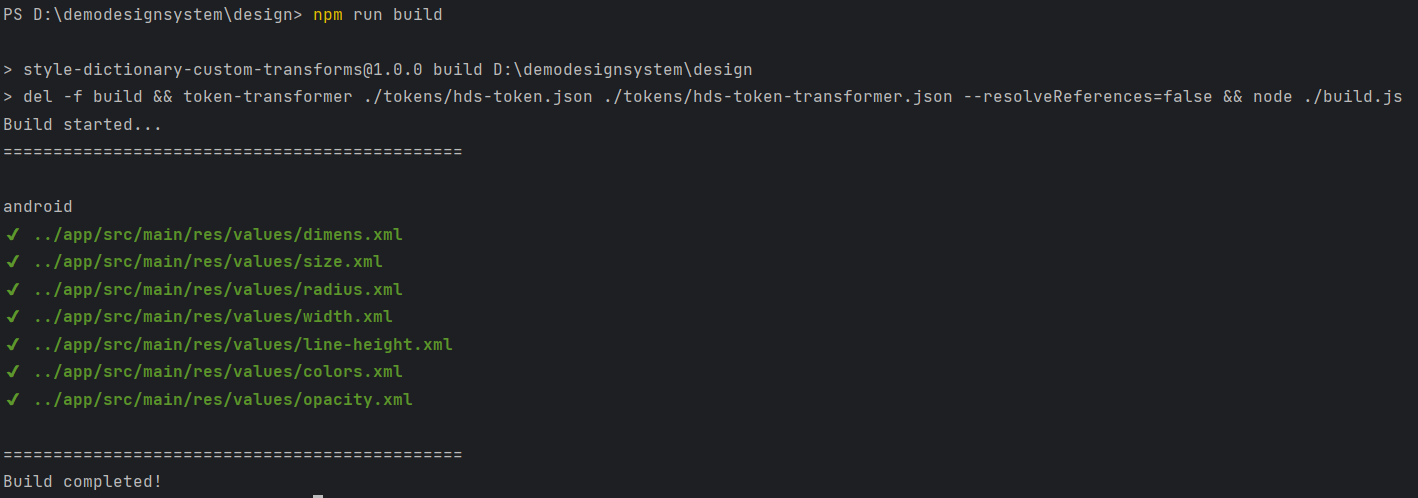 PS D:\demodesignsystem\design> npm run build
> style-dictionary-custom-transforms@1.0.0 build D:\demodesignsystem\design
> del -f build && token-transformer ./tokens/hds-token.json ./tokens/hds-token-transformer.json --resolveReferences=false && node ./build.js
Build started...
==============================================
android
✔ ../app/src/main/res/values/dimens.xml
✔ ../app/src/main/res/values/size.xml
✔ ../app/src/main/res/values/radius.xml
✔ ../app/src/main/res/values/width.xml
✔ ../app/src/main/res/values/line-height.xml
✔ ../app/src/main/res/values/colors.xml
✔ ../app/src/main/res/values/opacity.xml
==============================================
Build completed!